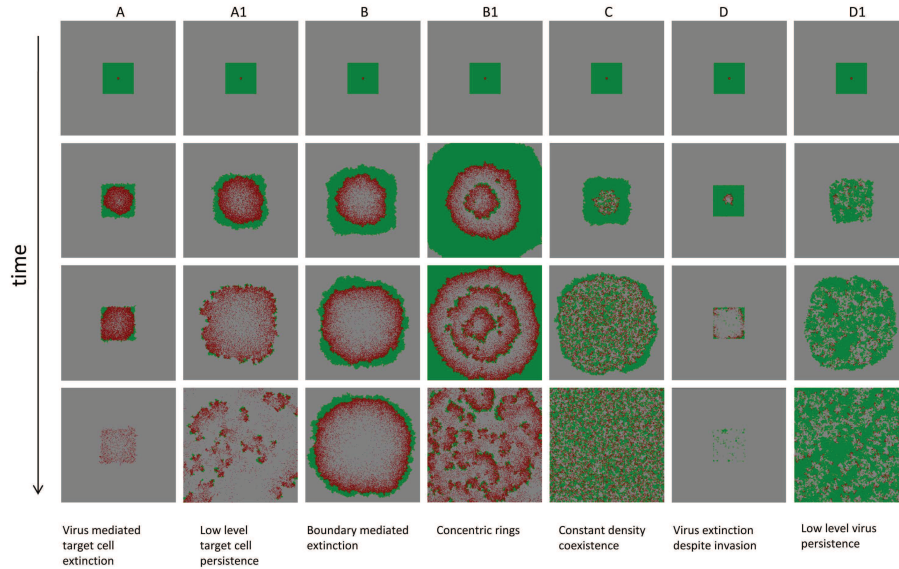 A A1 B B1 C D D1
time
Virus mediated
target cell
extinction
Low level
target cell
persistence
Boundary mediated
extinction
Concentric rings
Constant density
coexistence
Virus extinction
despite invasion
Low level virus
persistence